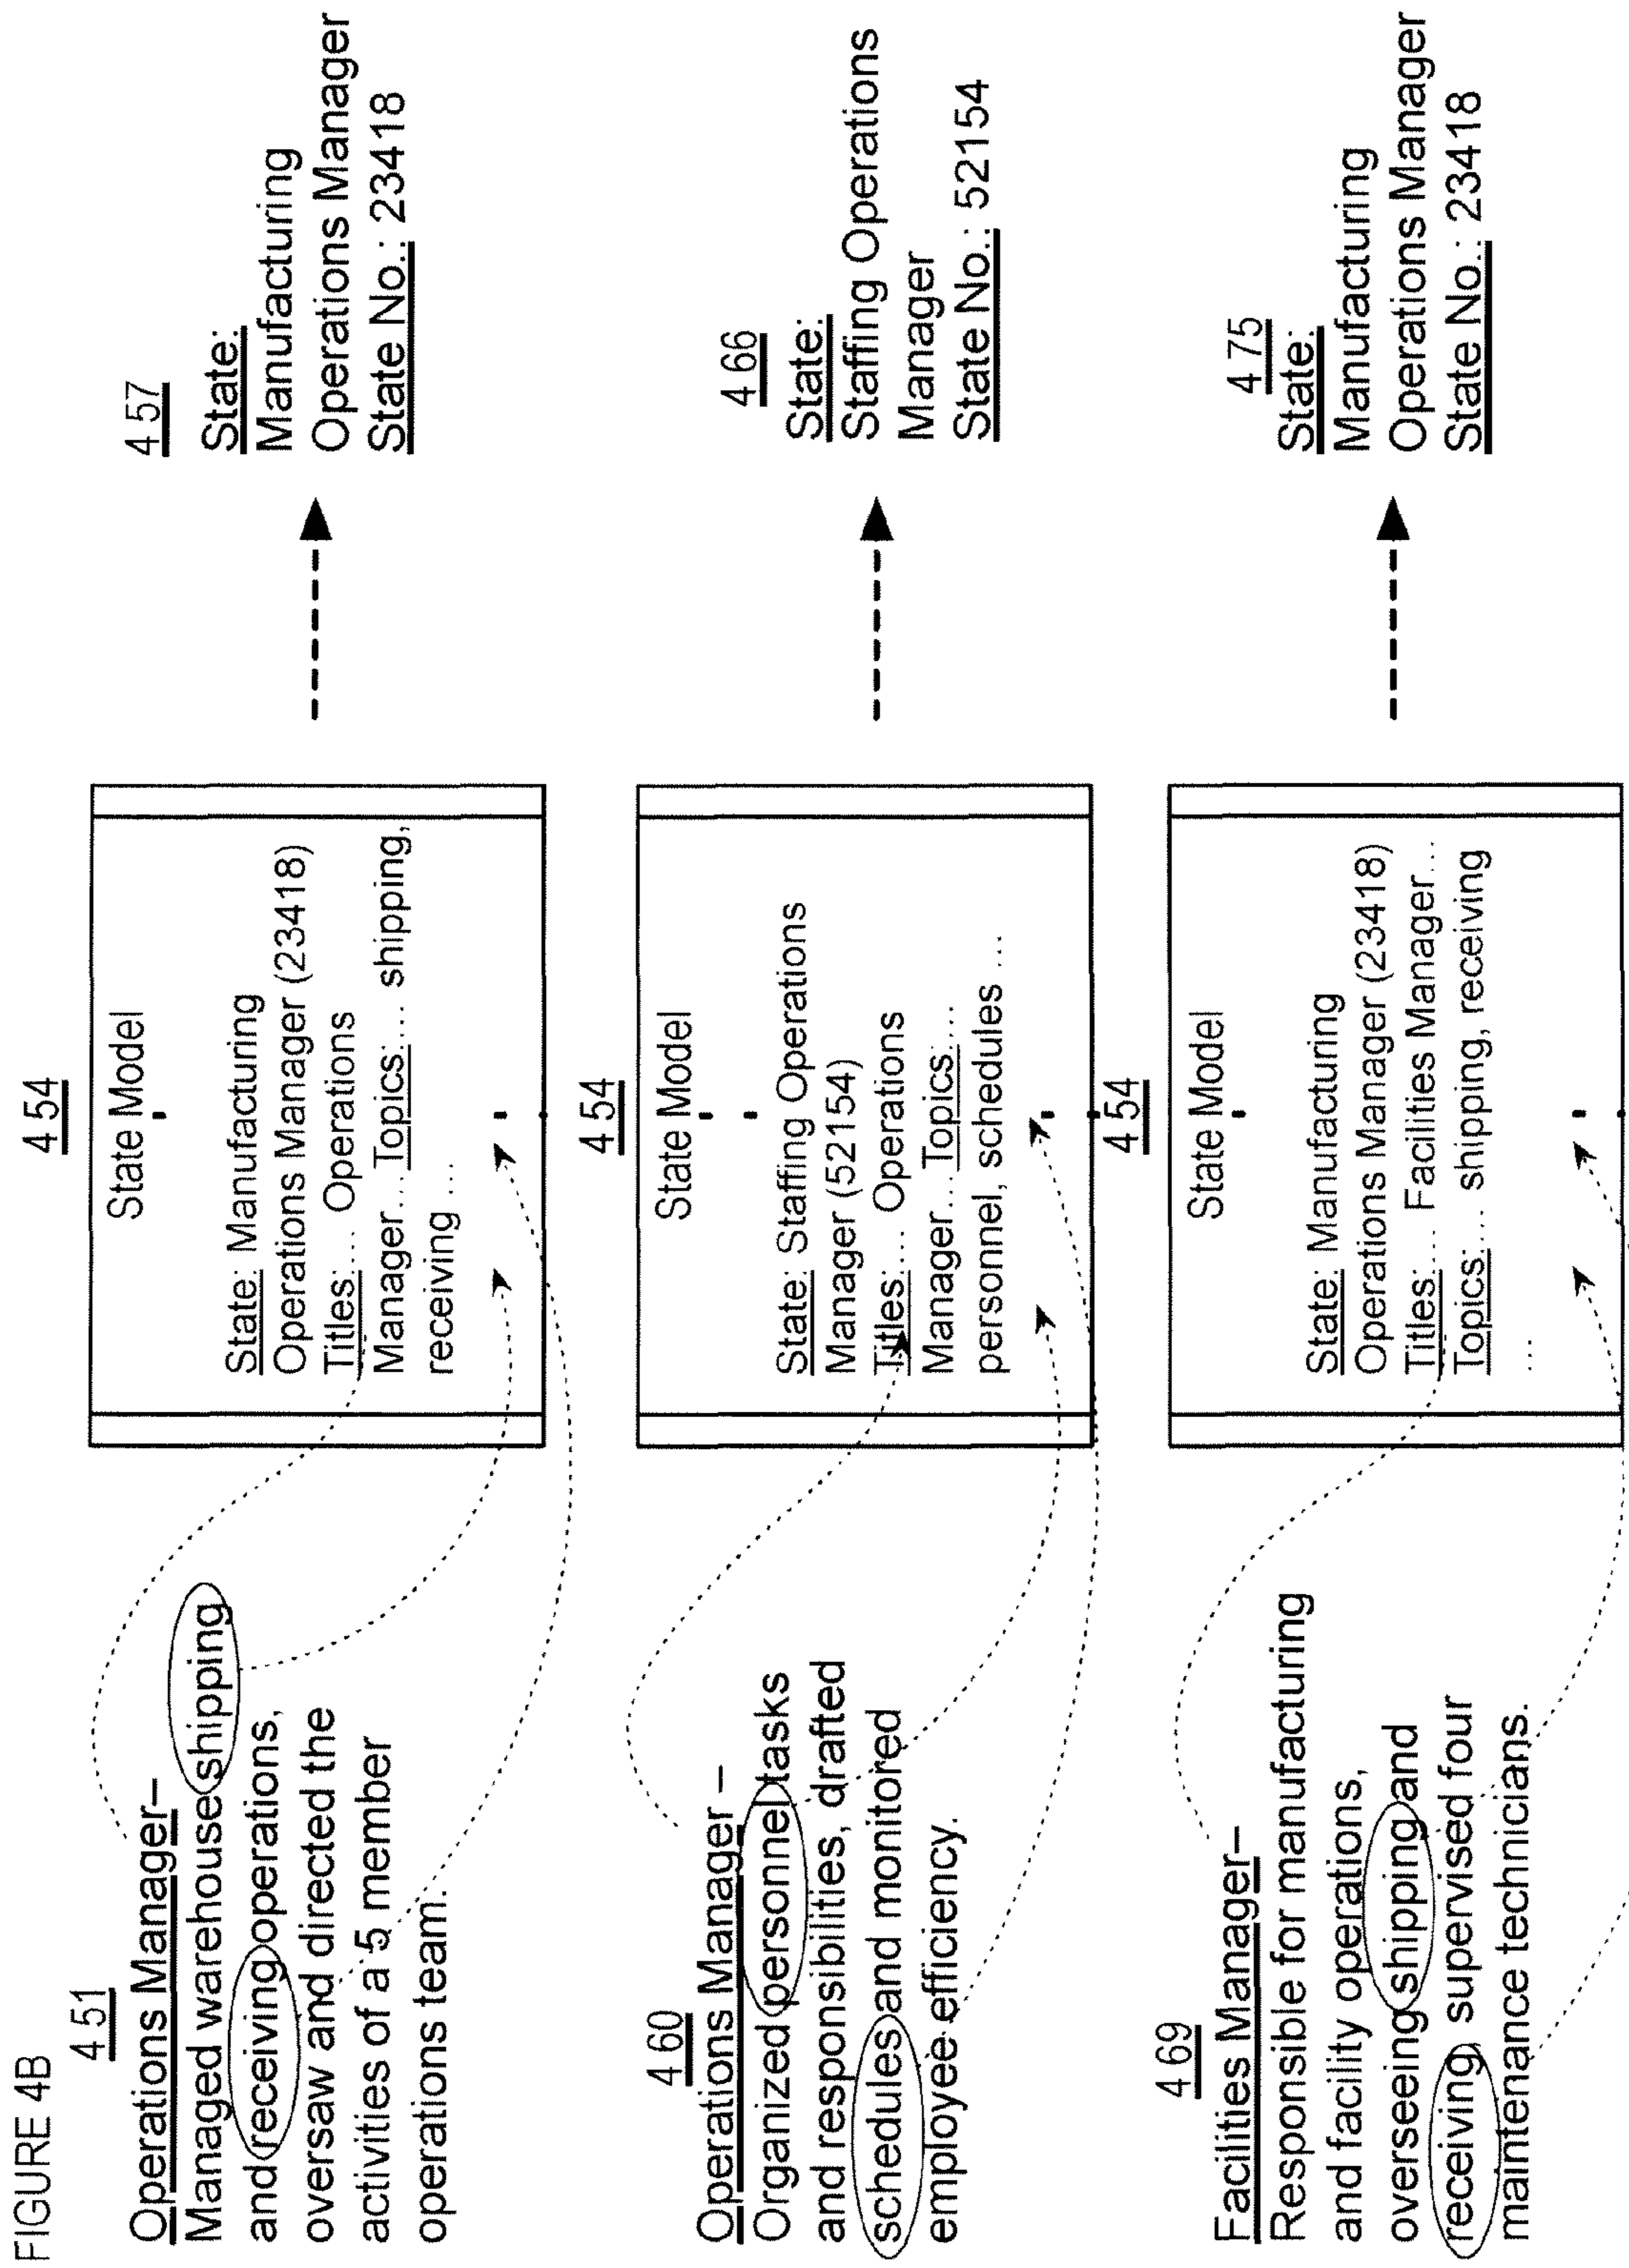 FIGURE 4B
4 51
Operations Manager–
Managed warehouse shipping
and receiving operations,
oversaw and directed the
activities of a 5 member
operations team.
4 54
State Model
State: Manufacturing
Operations Manager (23418)
Titles:... Operations
Manager... Topics:... shipping,
receiving ...
4 57
State:
Manufacturing
Operations Manager
State No.: 23418
4 60
Operations Manager –
Organized personnel tasks
and responsibilities, drafted
schedules and monitored
employee efficiency.
4 54
State Model
State: Staffing Operations
Manager (52154)
Titles:... Operations
Manager... Topics:...
personnel, schedules ...
4 66
State:
Staffing Operations
Manager
State No.: 52154
4 69
Facilities Manager–
Responsible for manufacturing
and facility operations,
overseeing shipping and
receiving supervised four
maintenance technicians.
4 54
State Model
State: Manufacturing
Operations Manager (23418)
Titles:... Facilities Manager...
Topics:... shipping, receiving
...
4 75
State:
Manufacturing
Operations Manager
State No.: 23418